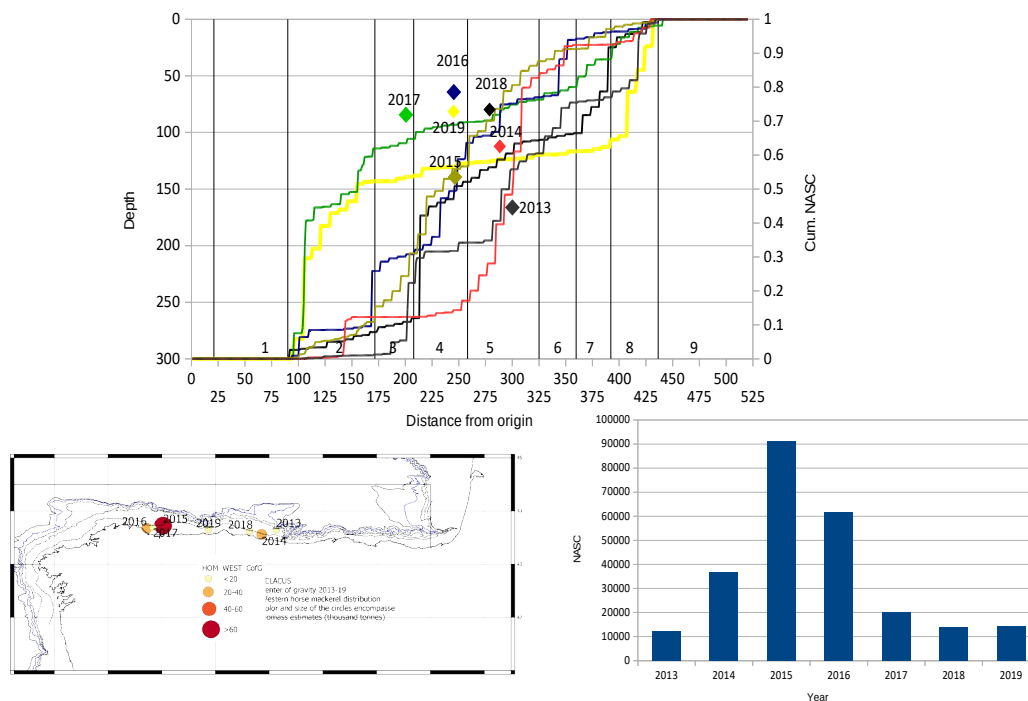 0 1
50 0.9
100 0.8
150 0.7
200 0.6
250 0.5
300 0.4
0.3
0.2
0.1
0
Depth
Cum. NASC
2016
2017
2018
2019
2014
2015
2013
1 2 3 4 5 6 7 8 9
0 50 100 150 200 250 300 350 400 450 500
25 75 125 175 225 275 325 375 425 475
Distance from origin
2016 2015 2019 2018 2013
2017 2014
HOM WEST CofG
<20
20-40
40-60
>60
ELACUS
enter of gravity 2013-19
estern horse mackerel distribution
olor and size of the circles encompasse
omass estimates (thousand tonnes)
100000
90000
80000
70000
60000
50000
40000
30000
20000
10000
0
NASC
2013 2014 2015 2016 2017 2018 2019
Year